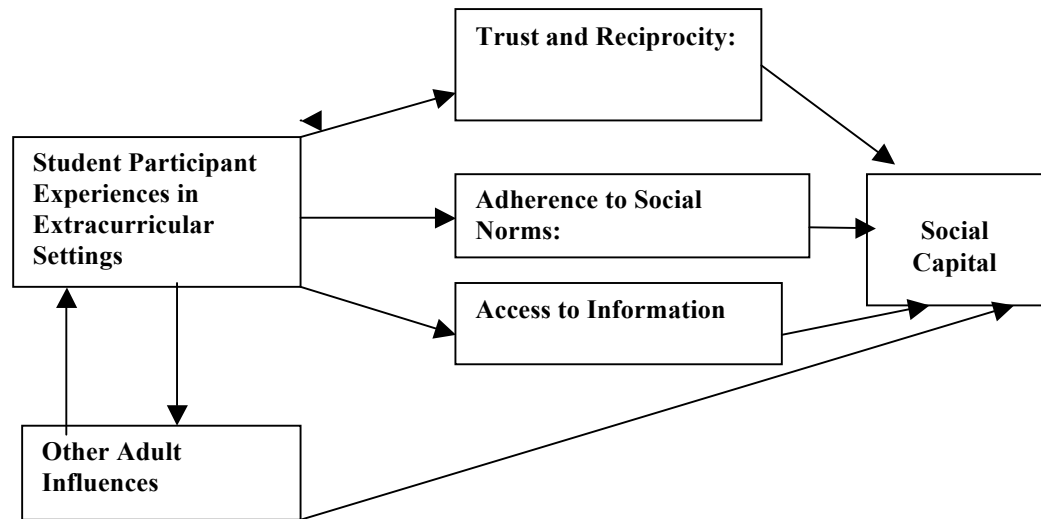 Trust and Reciprocity:
Student Participant
Experiences in
Extracurricular
Settings
Adherence to Social
Norms:
Social
Capital
Access to Information
Other Adult
Influences